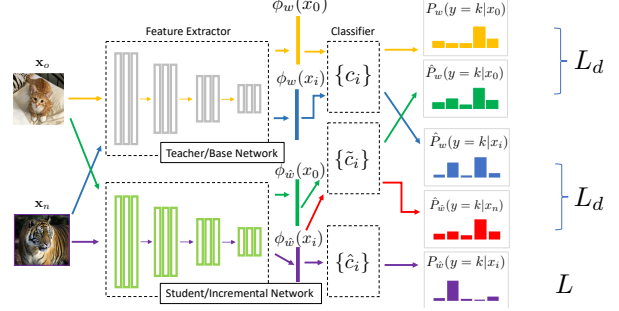 Feature Extractor
ϕ_w(x_0)
Classifier
P_w(y = k|x_0)
x_o
ϕ_w(x_i)
{c_i}
P̂_w(y = k|x_0)
L_d
Teacher/Base Network
{c̃_i}
P̂_w(y = k|x_i)
ϕ_ŵ(x_0)
x_n
P̂_ŵ(y = k|x_n)
L_d
ϕ_ŵ(x_i)
{ĉ_i}
P_ŵ(y = k|x_i)
L
Student/Incremental Network